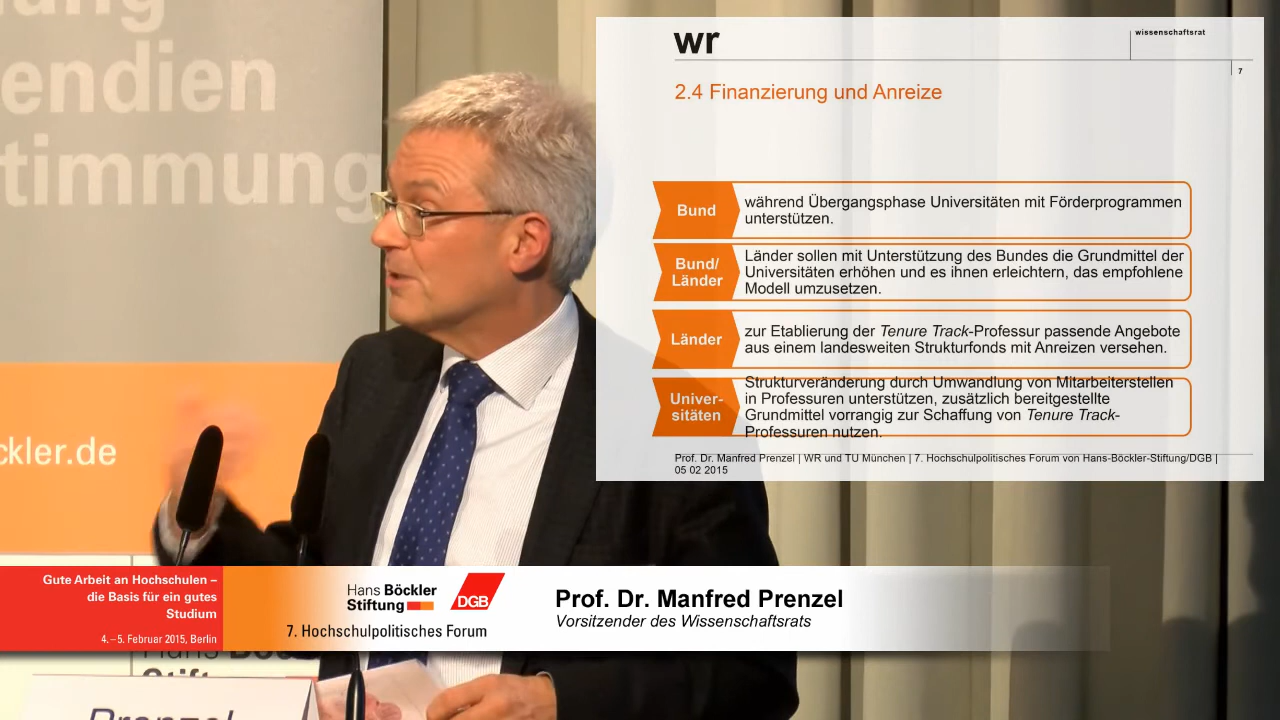 endien
timmung
ckler.de
wr
wissenschaftsrat
7
2.4 Finanzierung und Anreize
Bund
während Übergangsphase Universitäten mit Förderprogrammen
unterstützen.
Bund/
Länder
Länder sollen mit Unterstützung des Bundes die Grundmittel der
Universitäten erhöhen und es ihnen erleichtern, das empfohlene
Modell umzusetzen.
Länder
zur Etablierung der Tenure Track-Professur passende Angebote
aus einem landesweiten Strukturfonds mit Anreizen versehen.
Univer-
sitäten
Strukturveränderung durch Umwandlung von Mitarbeiterstellen
in Professuren unterstützen, zusätzlich bereitgestellte
Grundmittel vorrangig zur Schaffung von Tenure Track-
Professuren nutzen.
Prof. Dr. Manfred Prenzel | WR und TU München | 7. Hochschulpolitisches Forum von Hans-Böckler-Stiftung/DGB |
05 02 2015
Gute Arbeit an Hochschulen –
die Basis für ein gutes
Studium
4.–5. Februar 2015, Berlin
Hans Böckler
Stiftung
DGB
7. Hochschulpolitisches Forum
Prof. Dr. Manfred Prenzel
Vorsitzender des Wissenschaftsrats
Prenzel